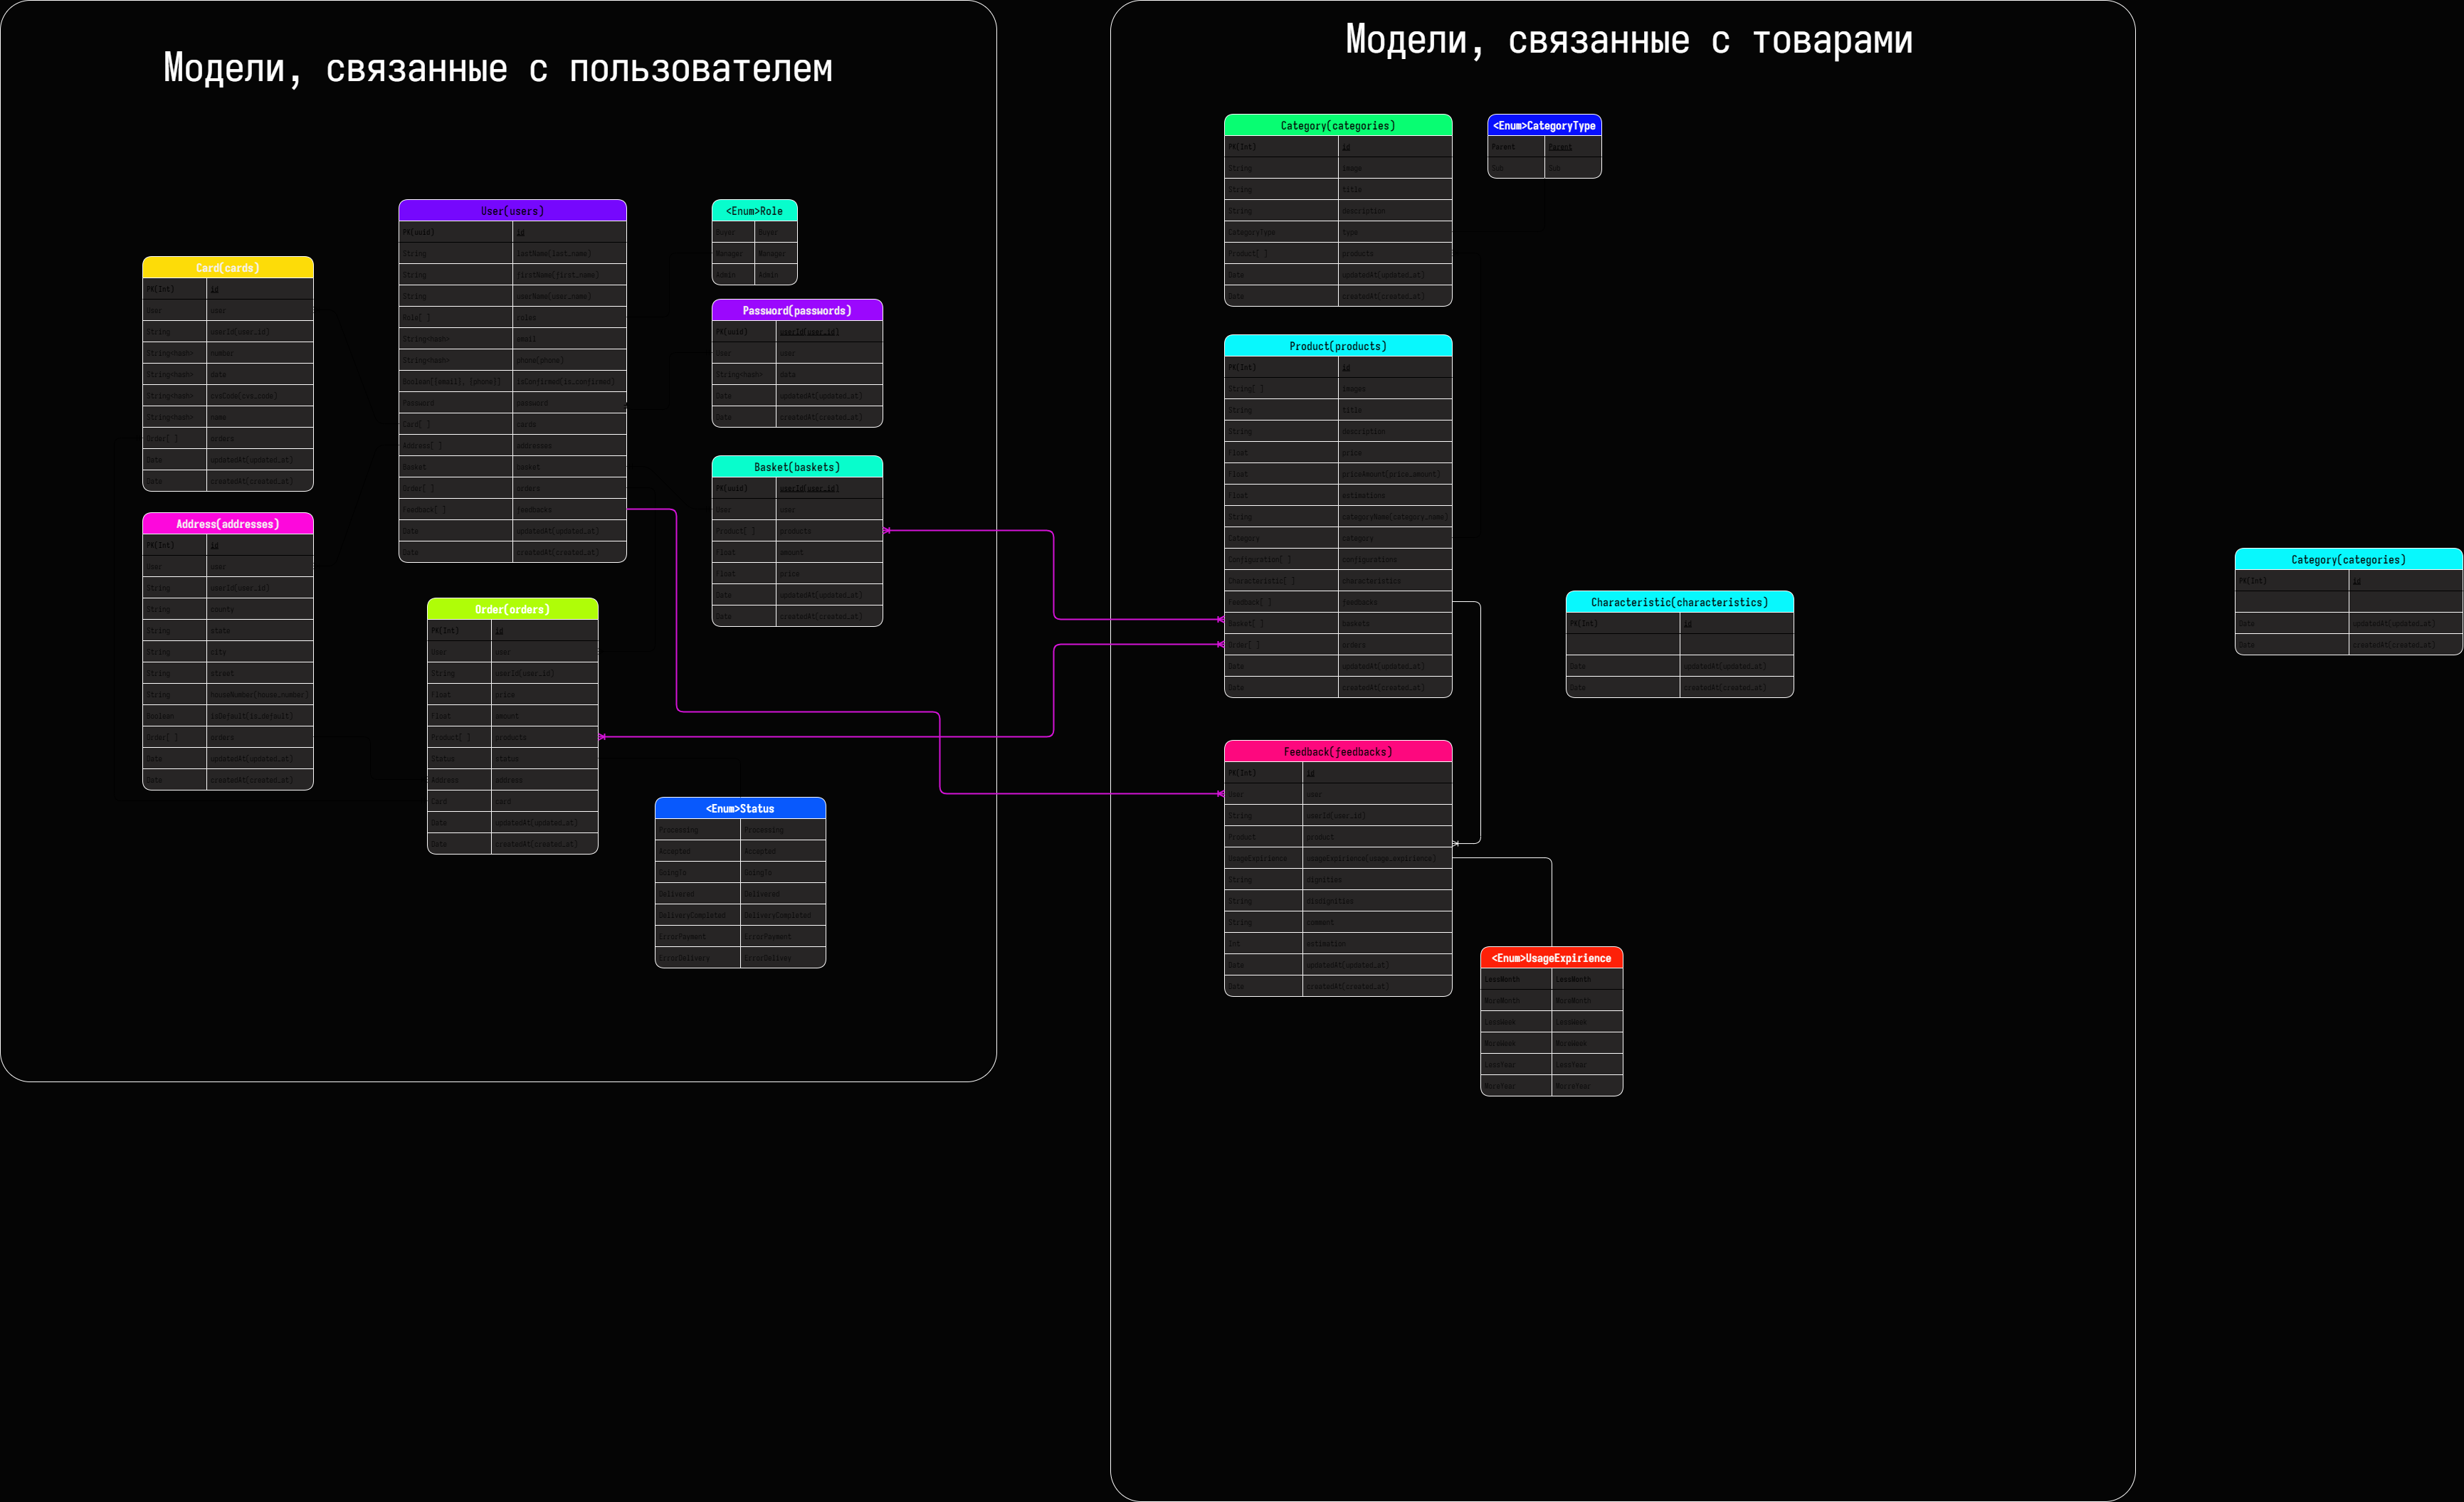 Модели, связанные с пользователем
Card(cards)
PK(Int) id
User user
String userId(user_id)
String<hash> number
String<hash> date
String<hash> cvsCode(cvs_code)
String<hash> name
Order[ ] orders
Date updatedAt(updated_at)
Date createdAt(created_at)
Address(addresses)
PK(Int) id
User user
String userId(user_id)
String county
String state
String city
String street
String houseNumber(house_number)
Boolean isDefault(is_default)
Order[ ] orders
Date updatedAt(updated_at)
Date createdAt(created_at)
User(users)
PK(uuid) id
String lastName(last_name)
String firstName(first_name)
String userName(user_name)
Role[ ] roles
String<hash> email
String<hash> phone(phone)
Boolean({email}, {phone}) isConfirmed(is_confirmed)
Password password
Card[ ] cards
Address[ ] addresses
Basket basket
Order[ ] orders
Feedback[ ] feedbacks
Date updatedAt(updated_at)
Date createdAt(created_at)
Order(orders)
PK(Int) id
User user
String userId(user_id)
Float price
Float amount
Product[ ] products
Status status
Address address
Card card
Date updatedAt(updated_at)
Date createdAt(created_at)
<Enum>Role
Buyer Buyer
Manager Manager
Admin Admin
Password(passwords)
PK(uuid) userId(user_id)
User user
String<hash> data
Date updatedAt(updated_at)
Date createdAt(created_at)
Basket(baskets)
PK(uuid) userId(user_id)
User user
Product[ ] products
Float amount
Float price
Date updatedAt(updated_at)
Date createdAt(created_at)
<Enum>Status
Processing Processing
Accepted Accepted
GoingTo GoingTo
Delivered Delivered
DeliveryCompleted DeliveryCompleted
ErrorPayment ErrorPayment
ErrorDelivery ErrorDelivey
Модели, связанные с товарами
Category(categories)
PK(Int) id
String image
String title
String description
CategoryType type
Product[ ] products
Date updatedAt(updated_at)
Date createdAt(created_at)
<Enum>CategoryType
Parent Parent
Sub Sub
Product(products)
PK(Int) id
String[ ] images
String title
String description
Float price
Float priceAmount(price_amount)
Float estimations
String categoryName(category_name)
Category category
Configuration[ ] configurations
Characteristic[ ] characteristics
Feedback[ ] feedbacks
Basket[ ] baskets
Order[ ] orders
Date updatedAt(updated_at)
Date createdAt(created_at)
Characteristic(characteristics)
PK(Int) id
Date updatedAt(updated_at)
Date createdAt(created_at)
Feedback(feedbacks)
PK(Int) id
User user
String userId(user_id)
Product product
UsageExpirience usageExpirience(usage_expirience)
String dignities
String disdignities
String comment
Int estimation
Date updatedAt(updated_at)
Date createdAt(created_at)
<Enum>UsageExpirience
LessMonth LessMonth
MoreMonth MoreMonth
LessWeek LessWeek
MoreWeek MoreWeek
LessYear LessYear
MoreYear MorreYear
Category(categories)
PK(Int) id
Date updatedAt(updated_at)
Date createdAt(created_at)